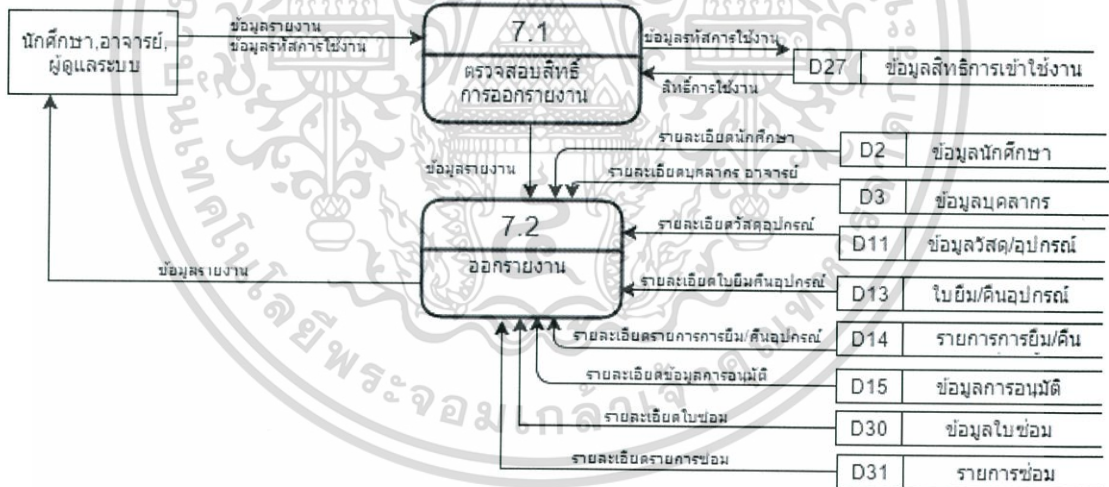 นักศึกษา,อาจารย์,
ผู้ดูแลระบบ
ข้อมูลรายงาน
ข้อมูลรหัสการใช้งาน
7.1
ตรวจสอบสิทธิ์
การออกรายงาน
ข้อมูลรหัสการใช้งาน
สิทธิ์การใช้งาน
D27 ข้อมูลสิทธิการเข้าใช้งาน
ข้อมูลรายงาน
รายละเอียดนักศึกษา
D2 ข้อมูลนักศึกษา
รายละเอียดบุคลากร อาจารย์
D3 ข้อมูลบุคลากร
7.2
ออกรายงาน
รายละเอียดวัสดุอุปกรณ์
D11 ข้อมูลวัสดุ/อุปกรณ์
ข้อมูลรายงาน
รายละเอียดใบยืมคืนอุปกรณ์
D13 ใบยืม/คืนอุปกรณ์
รายละเอียดรายการการยืม/คืนอุปกรณ์
D14 รายการการยืม/คืน
รายละเอียดข้อมูลการอนุมัติ
D15 ข้อมูลการอนุมัติ
รายละเอียดใบซ่อม
D30 ข้อมูลใบซ่อม
รายละเอียดรายการซ่อม
D31 รายการซ่อม